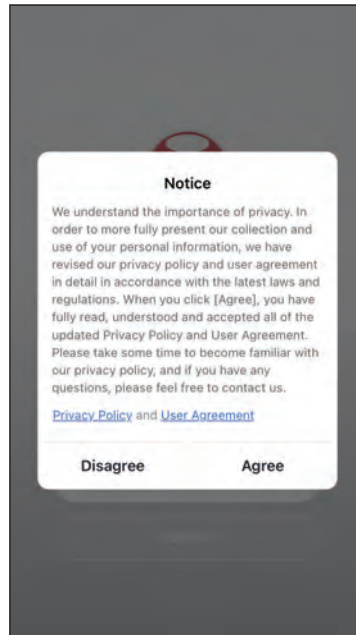 Notice
We understand the importance of privacy. In
order to more fully present our collection and
use of your personal information, we have
revised our privacy policy and user agreement
in detail in accordance with the latest laws and
regulations. When you click [Agree], you have
fully read, understood and accepted all of the
updated Privacy Policy and User Agreement.
Please take some time to become familiar with
our privacy policy, and if you have any
questions, please feel free to contact us.
Privacy Policy and User Agreement
Disagree Agree